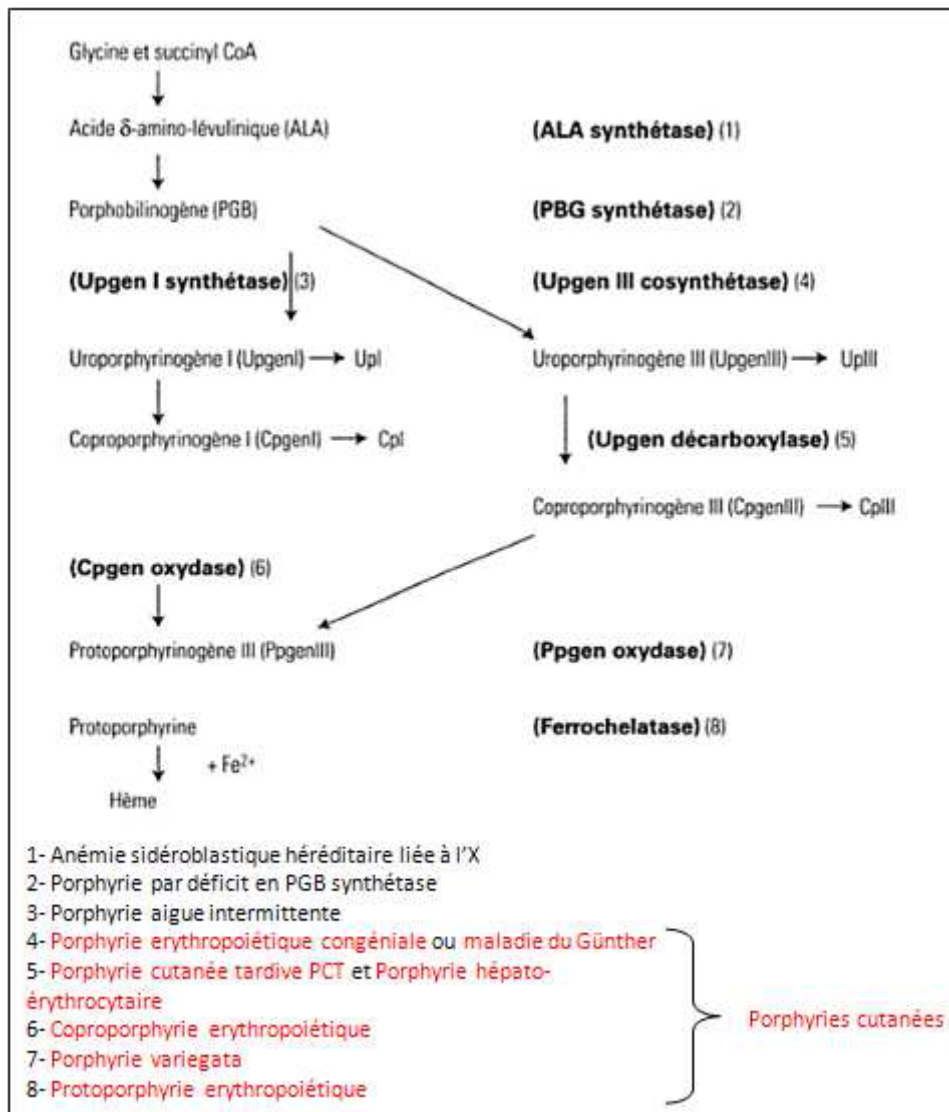 Glycine et succinyl CoA
Acide δ-amino-lévulinique (ALA) (ALA synthétase) (1)
Porphobilinogène (PGB) (PBG synthétase) (2)
(Upgen I synthétase) (3) (Upgen III cosynthétase) (4)
Uroporphyrinogène I (UpgenI) → UpI Uroporphyrinogène III (UpgenIII) → UpIII
Coproporphyrinogène I (CpgenI) → CpI (Upgen décarboxylase) (5)
Coproporphyrinogène III (CpgenIII) → CpIII
(Cpgen oxydase) (6)
Protoporphyrinogène III (PpgenIII) (Ppgen oxydase) (7)
Protoporphyrine (Ferrochelatase) (8)
+ Fe²⁺
Hème
1- Anémie sidéroblastique héréditaire liée à l'X
2- Porphyrie par déficit en PGB synthétase
3- Porphyrie aigue intermittente
4- Porphyrie erythropoiétique congéniale ou maladie du Günther
5- Porphyrie cutanée tardive PCT et Porphyrie hépato-
érythrocytaire
6- Coproporphyrie erythropoiétique
7- Porphyrie variegata
8- Protoporphyrie erythropoiétique
Porphyries cutanées